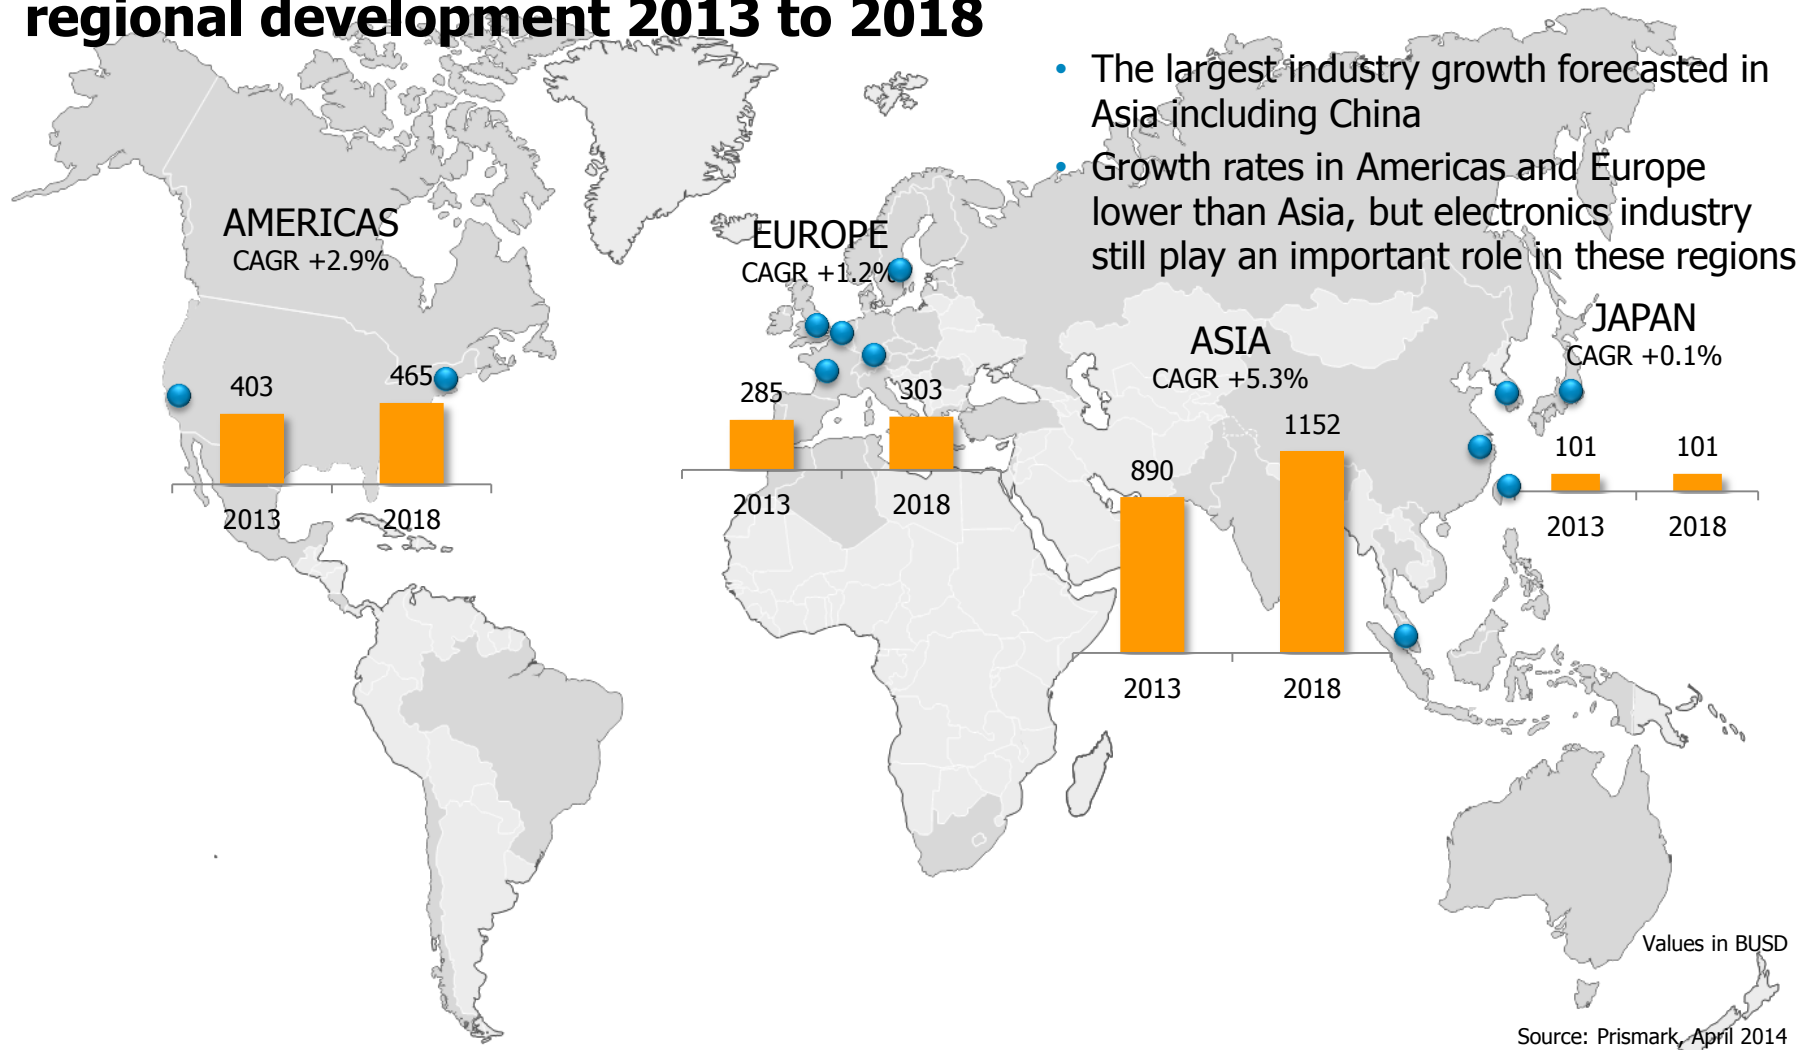 regional development 2013 to 2018
• The largest industry growth forecasted in
Asia including China
• Growth rates in Americas and Europe
lower than Asia, but electronics industry
still play an important role in these regions
AMERICAS
CAGR +2.9%
403
465
2013
2018
EUROPE
CAGR +1.2%
285
303
2013
2018
ASIA
CAGR +5.3%
890
1152
2013
2018
JAPAN
CAGR +0.1%
101
101
2013
2018
Values in BUSD
Source: Prismark, April 2014